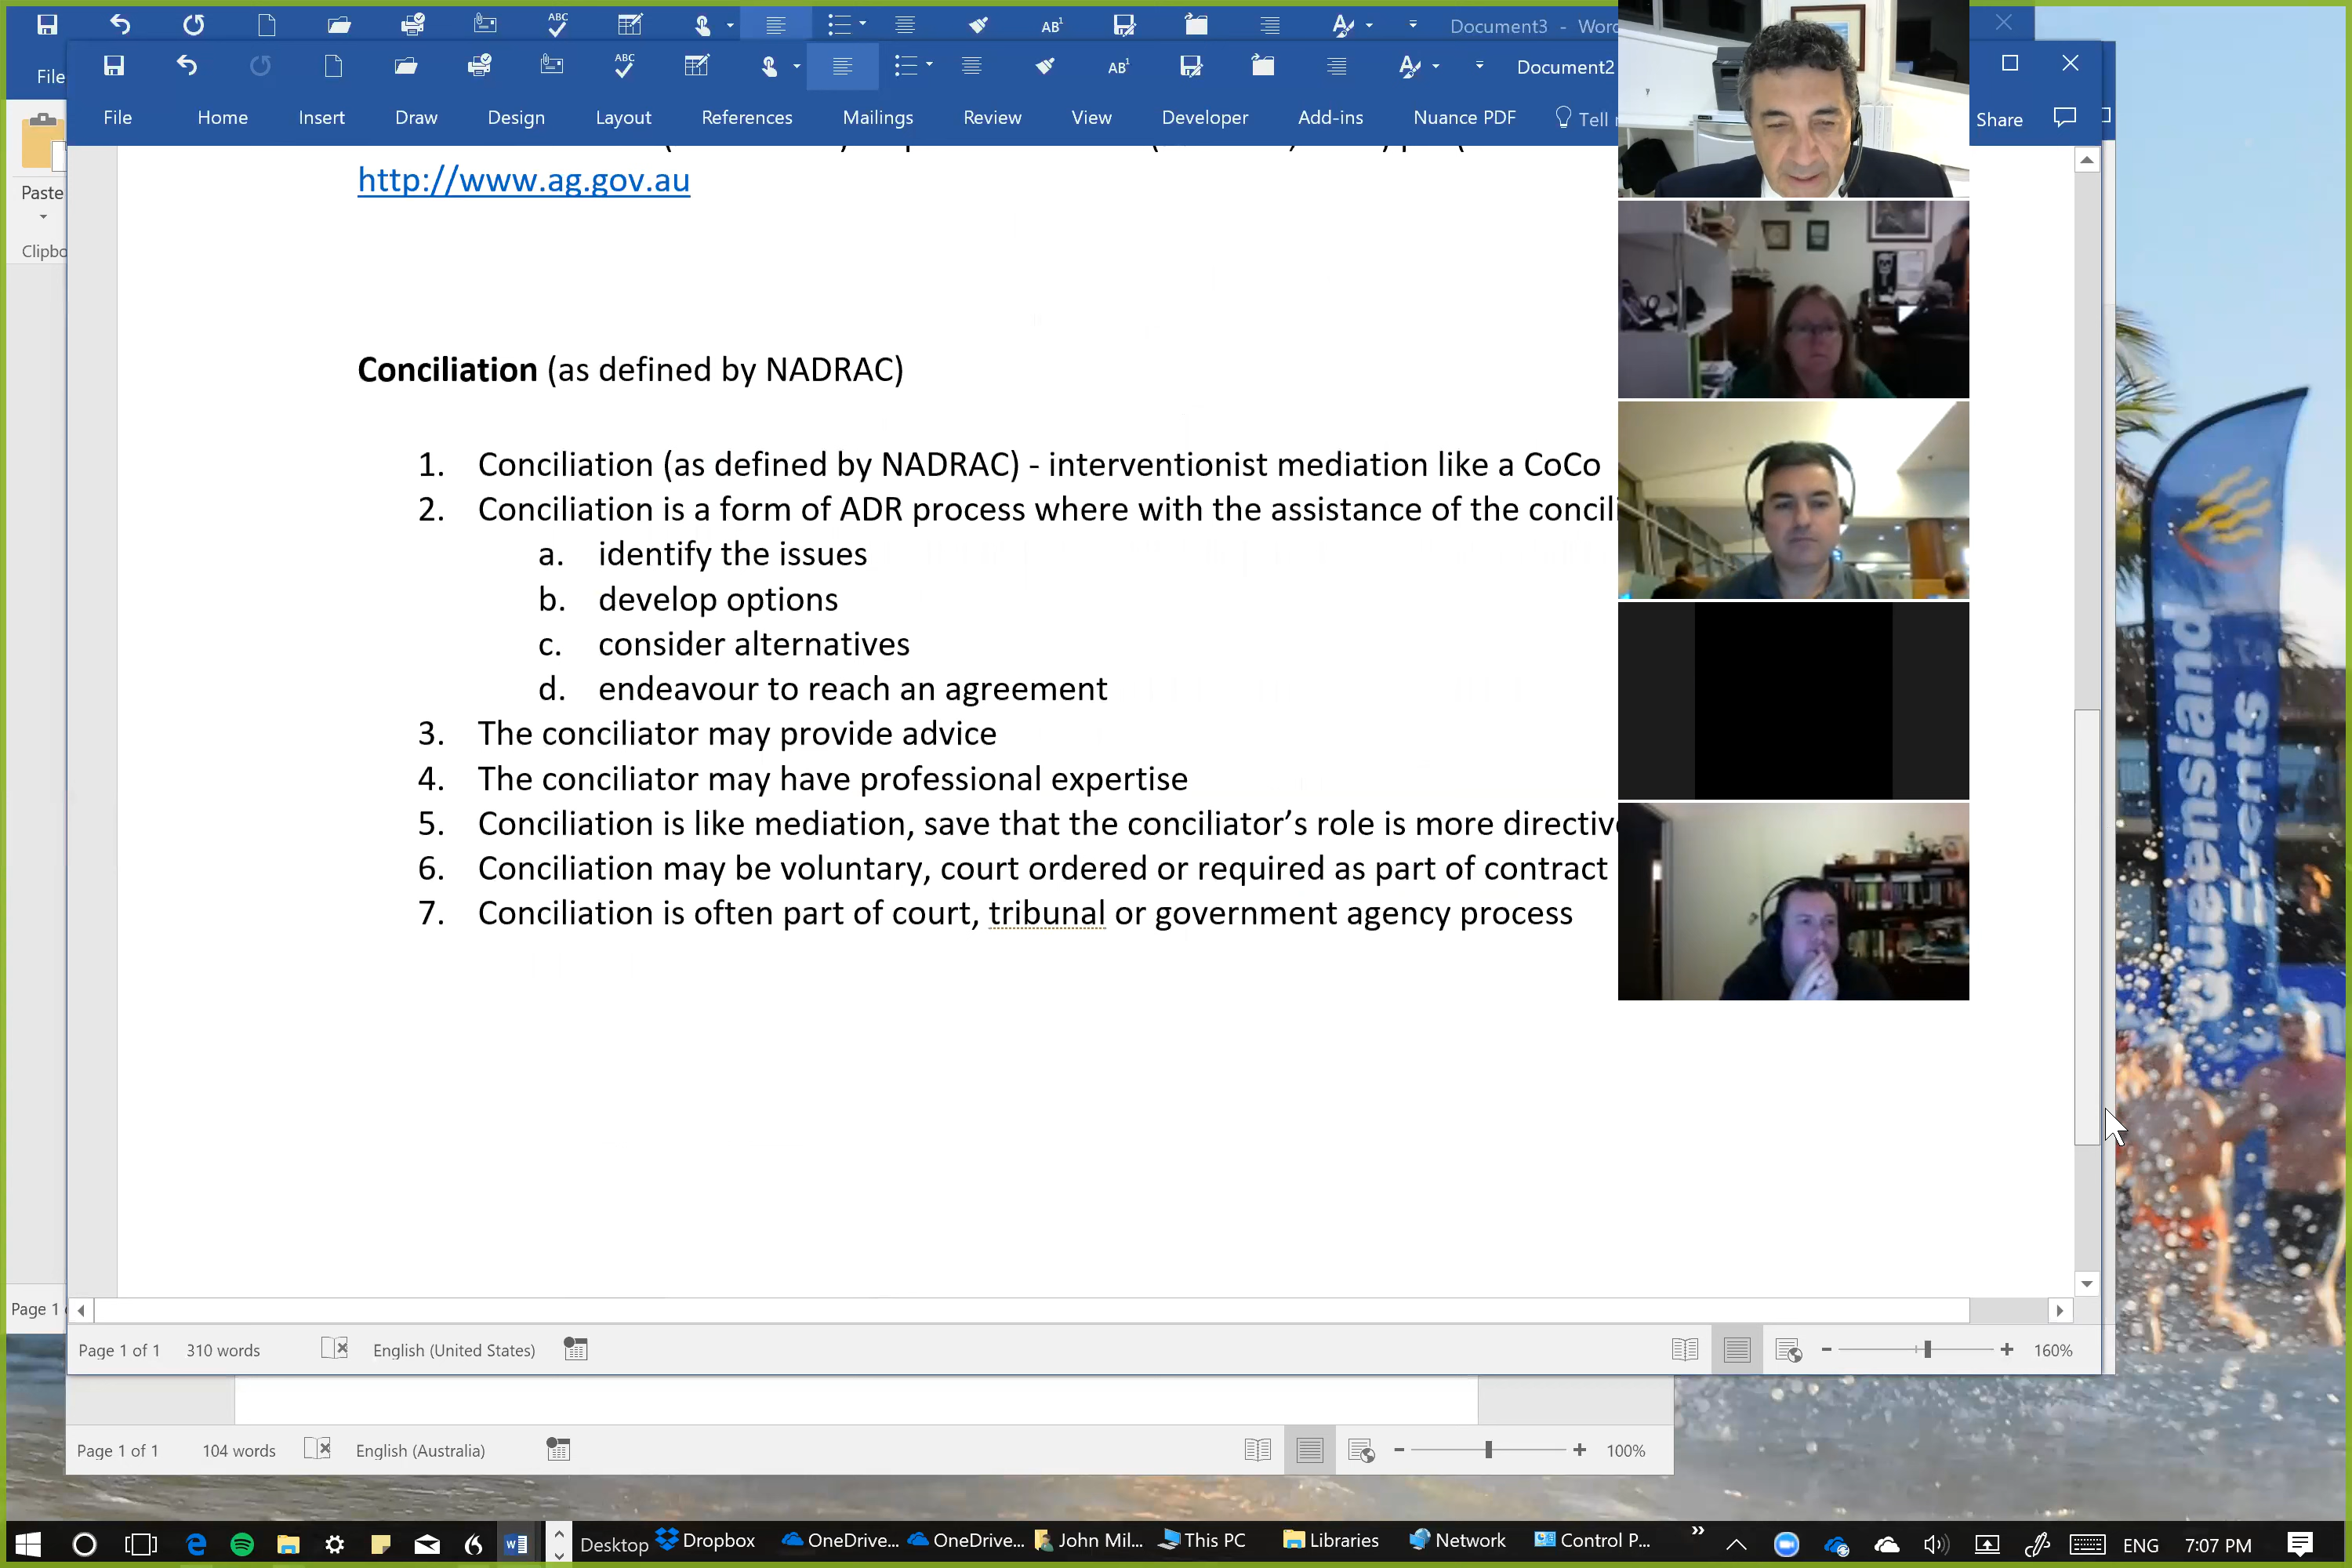 Document3 - Word
File
Document2
File Home Insert Draw Design Layout References Mailings Review View Developer Add-ins Nuance PDF Tell Share
Paste
Clipbo
http://www.ag.gov.au
Conciliation (as defined by NADRAC)
1. Conciliation (as defined by NADRAC) - interventionist mediation like a CoCo
2. Conciliation is a form of ADR process where with the assistance of the concili
a. identify the issues
b. develop options
c. consider alternatives
d. endeavour to reach an agreement
3. The conciliator may provide advice
4. The conciliator may have professional expertise
5. Conciliation is like mediation, save that the conciliator's role is more directive
6. Conciliation may be voluntary, court ordered or required as part of contract
7. Conciliation is often part of court, tribunal or government agency process
queensland
Events
Page 1
Page 1 of 1 310 words English (United States) 160%
Page 1 of 1 104 words English (Australia) 100%
Desktop Dropbox OneDrive... OneDrive... John Mil... This PC Libraries Network Control P... ENG 7:07 PM